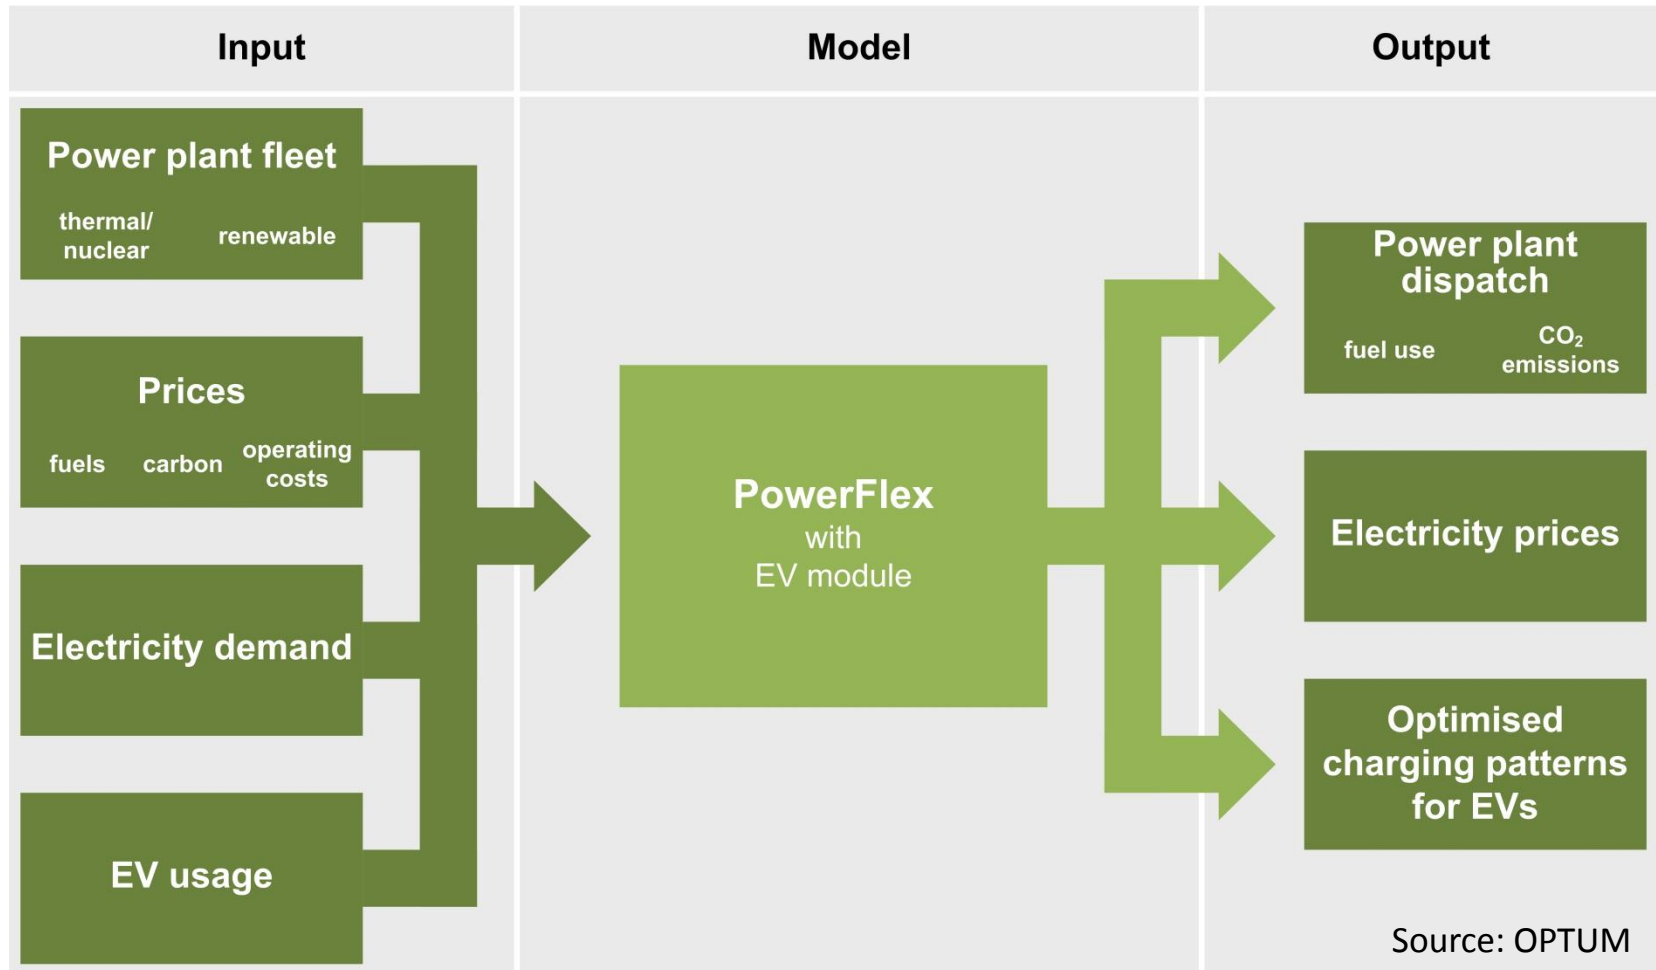 Input
Model
Output
Power plant fleet
thermal/
nuclear
renewable
Prices
fuels
carbon
operating
costs
Electricity demand
EV usage
PowerFlex
with
EV module
Power plant
dispatch
fuel use
CO₂
emissions
Electricity prices
Optimised
charging patterns
for EVs
Source: OPTUM